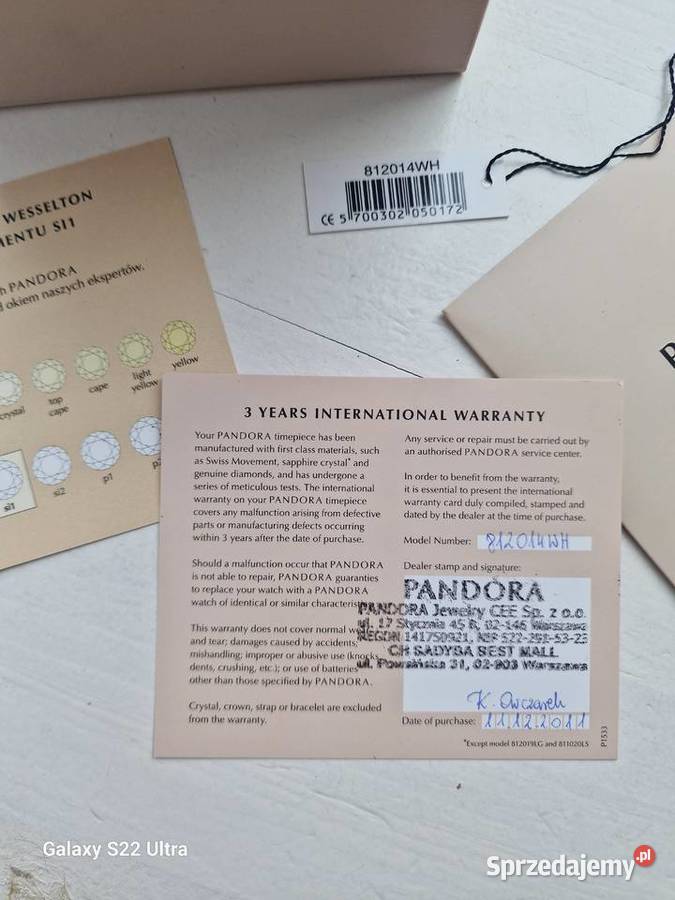 812014WH
CE 5 700302 050172
WESSELTON
SI1
PANDORA
okiem naszych ekspertów.
crystal
top cape
cape
light yellow
yellow
si1
si2
p1
3 YEARS INTERNATIONAL WARRANTY
Your PANDORA timepiece has been
manufactured with first class materials, such
as Swiss Movement, sapphire crystal* and
genuine diamonds, and has undergone a
series of meticulous tests. The international
warranty on your PANDORA timepiece
covers any malfunction arising from defective
parts or manufacturing defects occurring
within 3 years after the date of purchase.
Should a malfunction occur that PANDORA
is not able to repair, PANDORA guaranties
to replace your watch with a PANDORA
watch of identical or similar
This warranty does not cover normal
and tear; damages caused by accidents,
mishandling; improper or abusive use (knocks,
dents, crushing, etc.); or use of batteries
other than those specified by PANDORA.
Crystal, crown, strap or bracelet are excluded
from the warranty.
Any service or repair must be carried out by
an authorised PANDORA service center.
In order to benefit from the warranty,
it is essential to present the international
warranty card duly compiled, stamped and
dated by the dealer at the time of purchase.
Model Number: 812014WH
Dealer stamp and signature:
PANDORA
PANDORA Jewelry CEE Sp. z o.o.
ul. 17 Stycznia 45 B, 02-146 Warszawa
REGON 141750921, NIP 522-291-53-23
CH SADYBA BEST MALL
ul. Powsińska 31, 02-903 Warszawa
K. Owczarek
Date of purchase: 11122011
*Except model 812019LG and 811020LS
P1533
Galaxy S22 Ultra
Sprzedajemy.pl